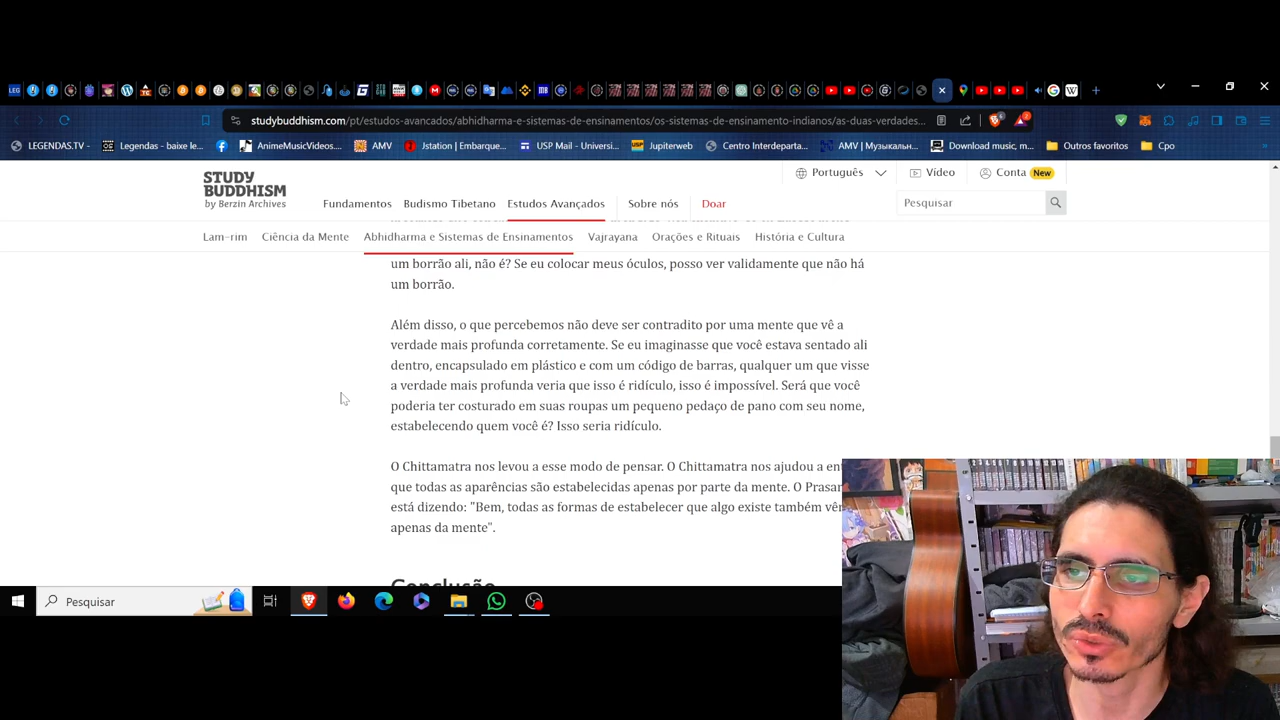 LEG
MB
G
W
studybuddhism.com/pt/estudos-avancados/abhidharma-e-sistemas-de-ensinamentos/os-sistemas-de-ensinamento-indianos/as-duas-verdades...
LEGENDAS.TV -
Legendas - baixe le...
AnimeMusicVideos....
AMV
Jstation | Embarque...
USP Mail - Universi...
Jupiterweb
Centro Interdeparta...
AMV | Музыкальн...
Download music, m...
Outros favoritos
Cpo
STUDY
BUDDHISM
by Berzin Archives
Português
Vídeo
Conta
New
Fundamentos
Budismo Tibetano
Estudos Avançados
Sobre nós
Doar
Pesquisar
Lam-rim
Ciência da Mente
Abhidharma e Sistemas de Ensinamentos
Vajrayana
Orações e Rituais
História e Cultura
um borrão ali, não é? Se eu colocar meus óculos, posso ver validamente que não há
um borrão.
Além disso, o que percebemos não deve ser contradito por uma mente que vê a
verdade mais profunda corretamente. Se eu imaginasse que você estava sentado ali
dentro, encapsulado em plástico e com um código de barras, qualquer um que visse
a verdade mais profunda veria que isso é ridículo, isso é impossível. Será que você
poderia ter costurado em suas roupas um pequeno pedaço de pano com seu nome,
estabelecendo quem você é? Isso seria ridículo.
O Chittamatra nos levou a esse modo de pensar. O Chittamatra nos ajudou a
que todas as aparências são estabelecidas apenas por parte da mente. O
está dizendo: "Bem, todas as formas de estabelecer que algo existe também
apenas da mente".
Conclusão
Pesquisar